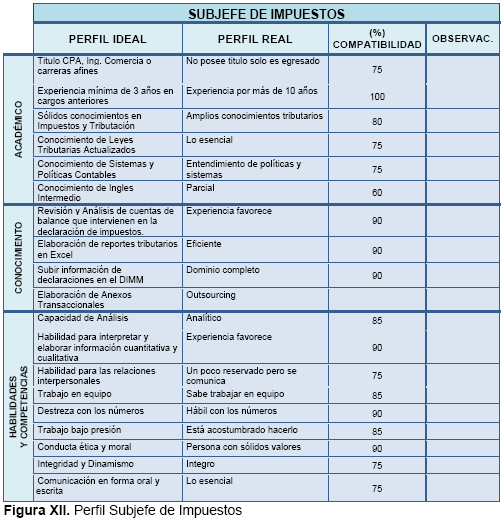 SUBJEFE DE IMPUESTOS
PERFIL IDEAL PERFIL REAL (%) COMPATIBILIDAD OBSERVAC.
ACADÉMICO
Titulo CPA, Ing. Comercia o carreras afines No posee titulo solo es egresado 75
Experiencia mínima de 3 años en cargos anteriores Experiencia por más de 10 años 100
Sólidos conocimientos en Impuestos y Tributación Amplios conocimientos tributarios 80
Conocimiento de Leyes Tributarias Actualizados Lo esencial 75
Conocimiento de Sistemas y Políticas Contables Entendimiento de políticas y sistemas 75
Conocimiento de Ingles Intermedio Parcial 60
CONOCIMIENTO
Revisión y Análisis de cuentas de balance que intervienen en la declaración de impuestos. Experiencia favorece 90
Elaboración de reportes tributarios en Excel Eficiente 90
Subir información de declaraciones en el DIMM Dominio completo 90
Elaboración de Anexos Transaccionales Outsourcing
HABILIDADES Y COMPETENCIAS
Capacidad de Análisis Analítico 85
Habilidad para interpretar y elaborar información cuantitativa y cualitativa Experiencia favorece 90
Habilidad para las relaciones interpersonales Un poco reservado pero se comunica 75
Trabajo en equipo Sabe trabajar en equipo 85
Destreza con los números Hábil con los números 90
Trabajo bajo presión Está acostumbrado hacerlo 85
Conducta ética y moral Persona con sólidos valores 90
Integridad y Dinamismo Integro 75
Comunicación en forma oral y escrita Lo esencial 75
Figura XII. Perfil Subjefe de Impuestos